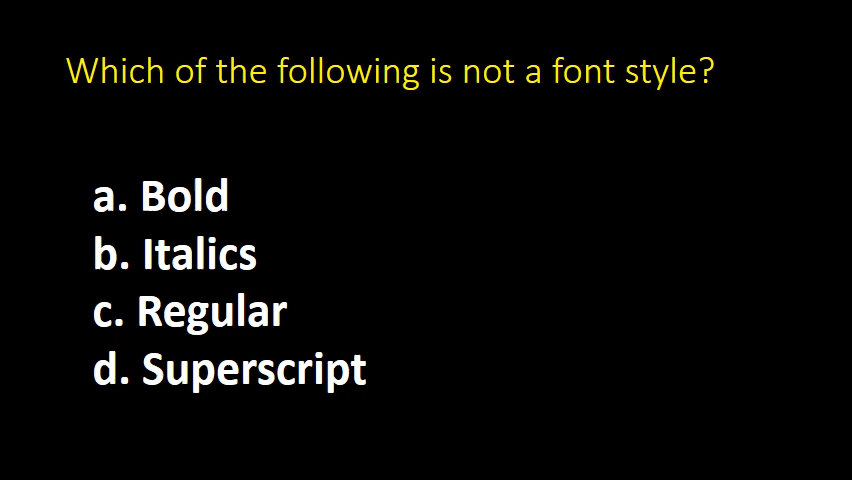 Which of the following is not a font style?
a. Bold
b. Italics
c. Regular
d. Superscript